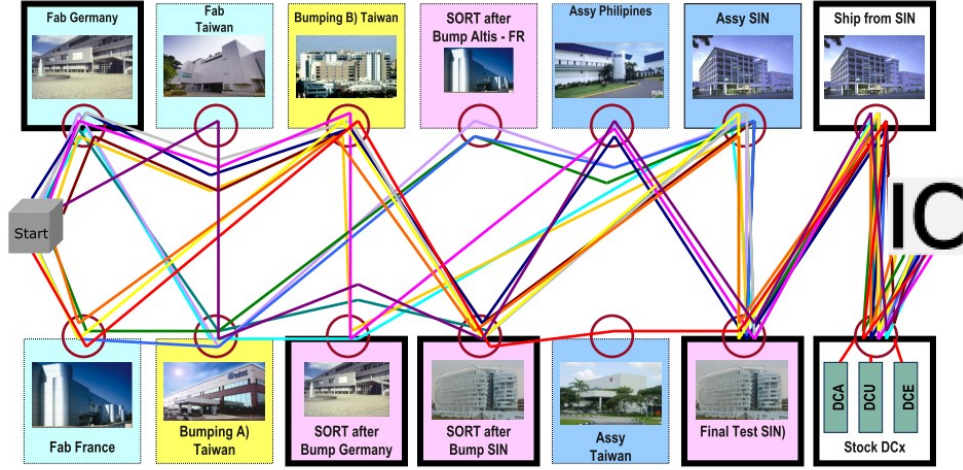 Fab Germany
Fab
Taiwan
Bumping B) Taiwan
SORT after
Bump Altis - FR
Assy Philipines
Assy SIN
Ship from SIN
Start
IC
Fab France
Bumping A)
Taiwan
SORT after
Bump Germany
SORT after
Bump SIN
Assy
Taiwan
Final Test SIN)
DCA
DCU
DCE
Stock DCx